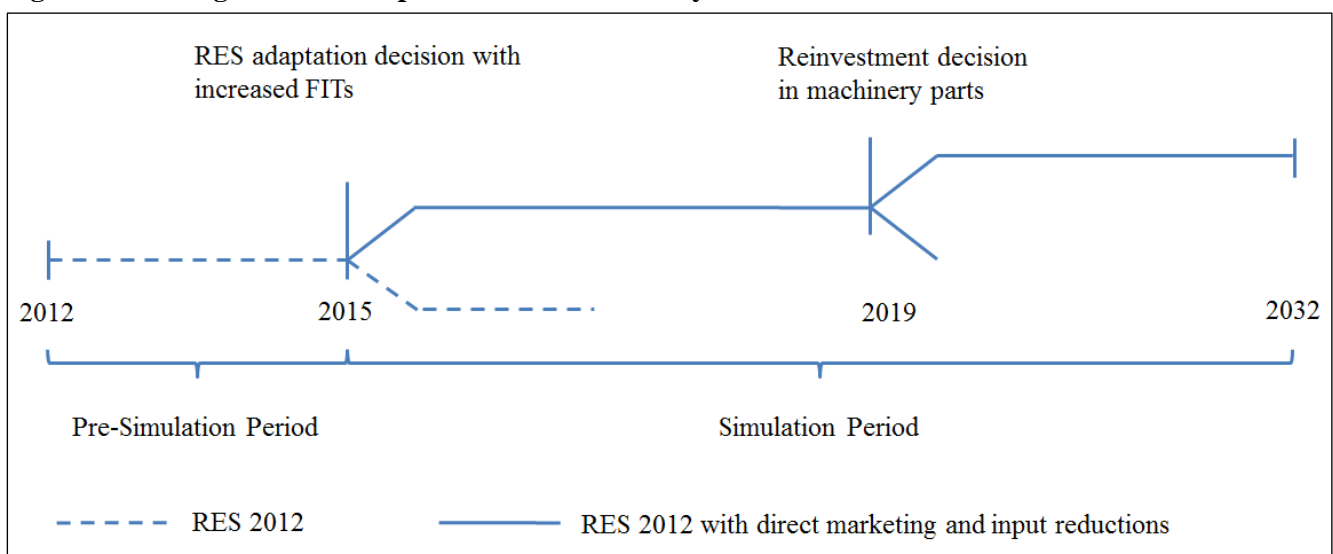 RES adaptation decision with
increased FITs
Reinvestment decision
in machinery parts
2012
2015
2019
2032
Pre-Simulation Period
Simulation Period
RES 2012
RES 2012 with direct marketing and input reductions